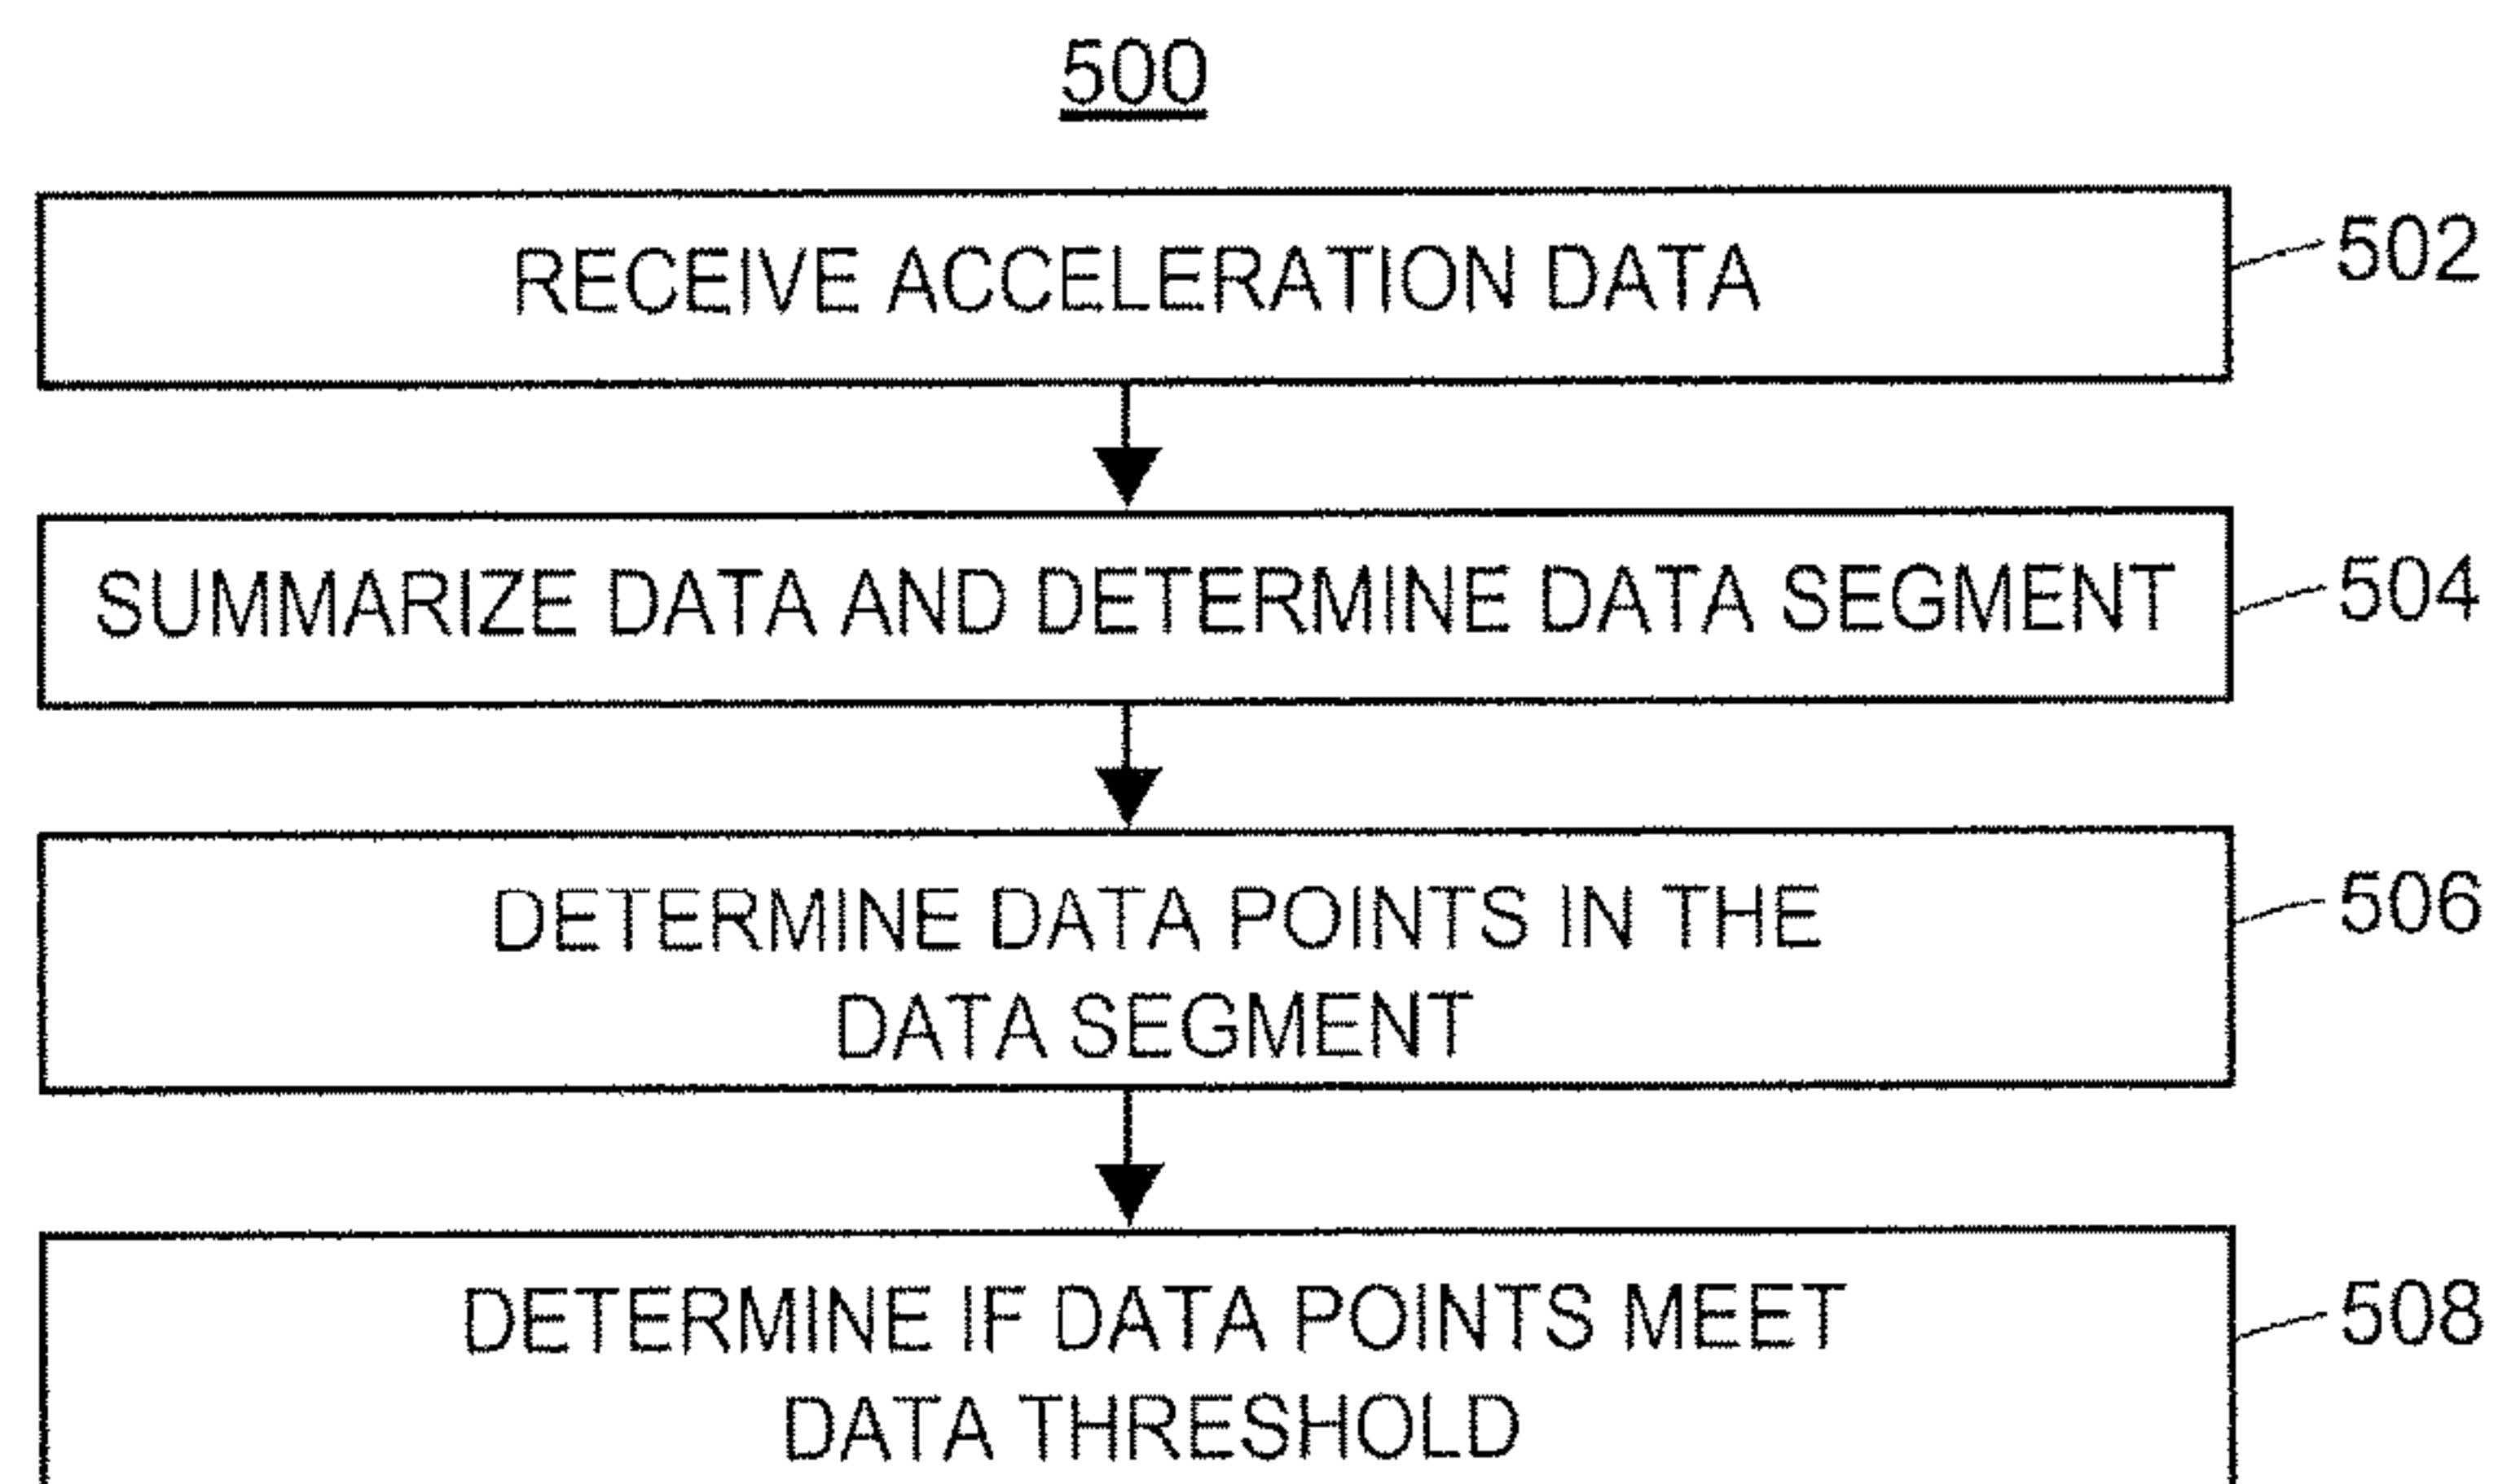 500
RECEIVE ACCELERATION DATA
502
SUMMARIZE DATA AND DETERMINE DATA SEGMENT
504
DETERMINE DATA POINTS IN THE
DATA SEGMENT
506
DETERMINE IF DATA POINTS MEET
DATA THRESHOLD
508